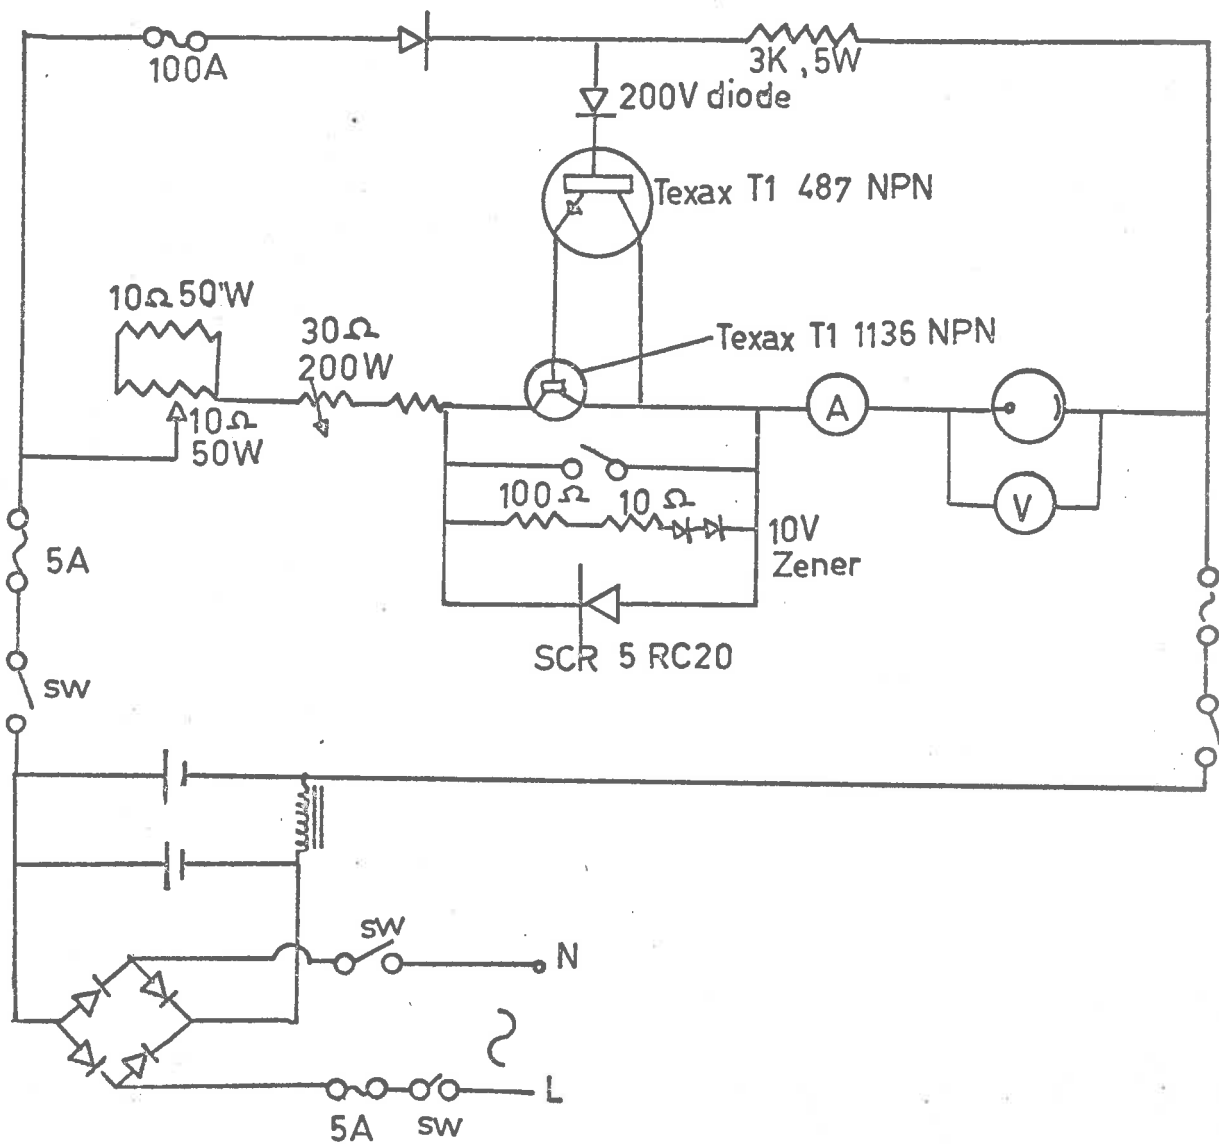 100A
3K, 5W
200V diode
Texax T1 487 NPN
10Ω 50W
30Ω
200W
Texax T1 1136 NPN
10Ω
50W
A
100Ω
10Ω
10V
Zener
V
5A
SCR 5 RC20
SW
SW
N
L
5A
SW